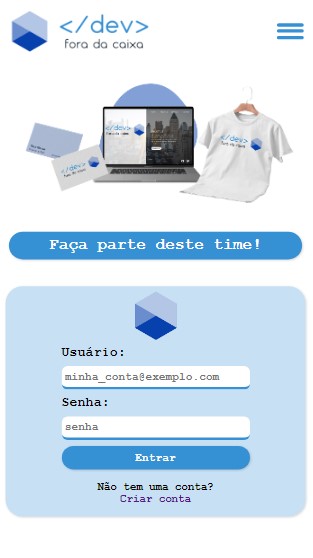 </dev>
fora da caixa
</dev>
fora da caixa
</dev>
fora da caixa
Faça parte deste time!
Usuário:
minha_conta@exemplo.com
Senha:
senha
Entrar
Não tem uma conta?
Criar conta